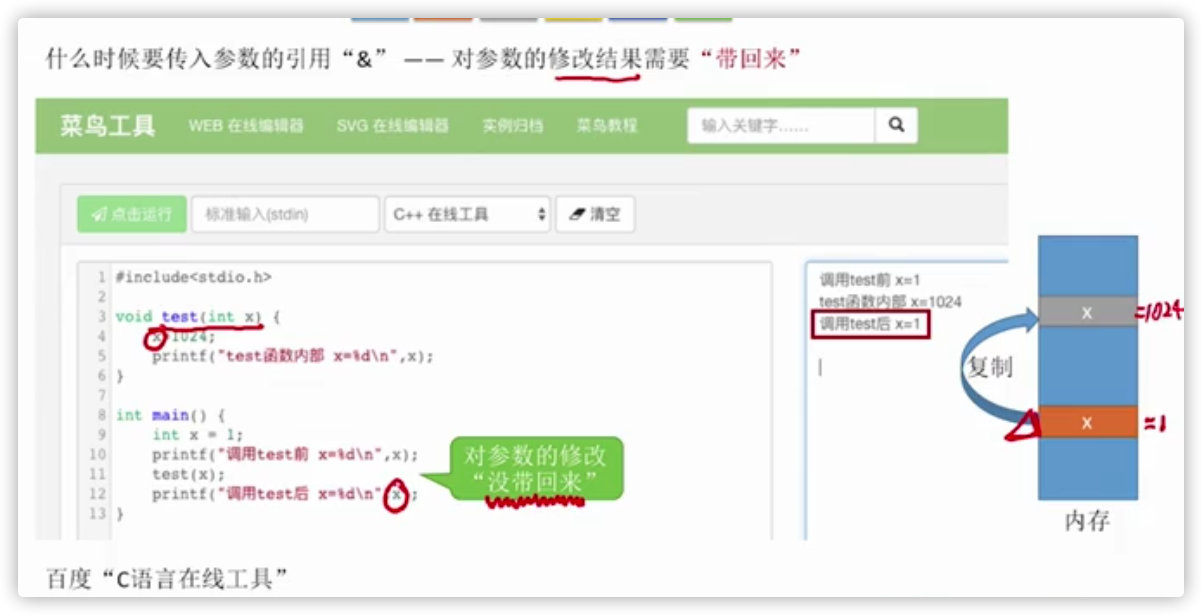 什么时候要传入参数的引用“&” —— 对参数的修改结果需要“带回来”
菜鸟工具 WEB 在线编辑器 SVG 在线编辑器 实例归档 菜鸟教程 输入关键字......
点击运行 标准输入(stdin) C++ 在线工具 清空
1 #include<stdio.h>
2
3 void test(int x) {
4 x=1024;
5 printf("test函数内部 x=%d\n",x);
6 }
7
8 int main() {
9 int x = 1;
10 printf("调用test前 x=%d\n",x);
11 test(x);
12 printf("调用test后 x=%d\n",x);
13 }
对参数的修改
“没带回来”
调用test前 x=1
test函数内部 x=1024
调用test后 x=1
x =1024
复制
x =1
内存
百度“C语言在线工具”